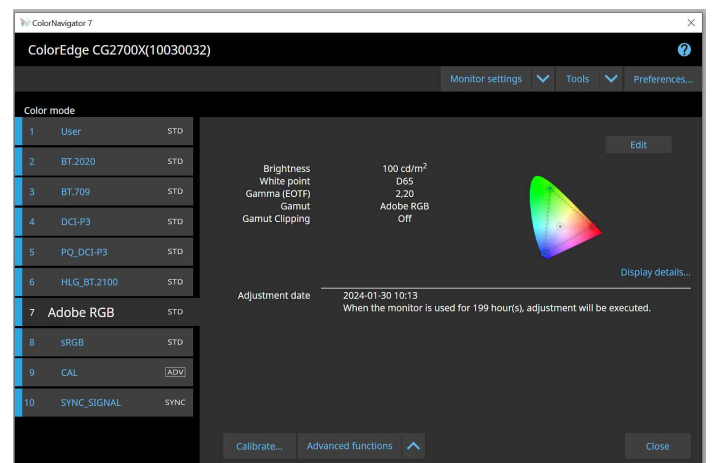 ColorNavigator 7
ColorEdge CG2700X(10030032)
Monitor settings Tools Preferences...
Color mode
1 User STD
2 BT.2020 STD
3 BT.709 STD
4 DCI-P3 STD
5 PQ_DCI-P3 STD
6 HLG_BT.2100 STD
7 Adobe RGB STD
8 sRGB STD
9 CAL ADV
10 SYNC_SIGNAL SYNC
Edit
Brightness 100 cd/m²
White point D65
Gamma (EOTF) 2,20
Gamut Adobe RGB
Gamut Clipping Off
Display details...
Adjustment date 2024-01-30 10:13
When the monitor is used for 199 hour(s), adjustment will be executed.
Calibrate... Advanced functions Close